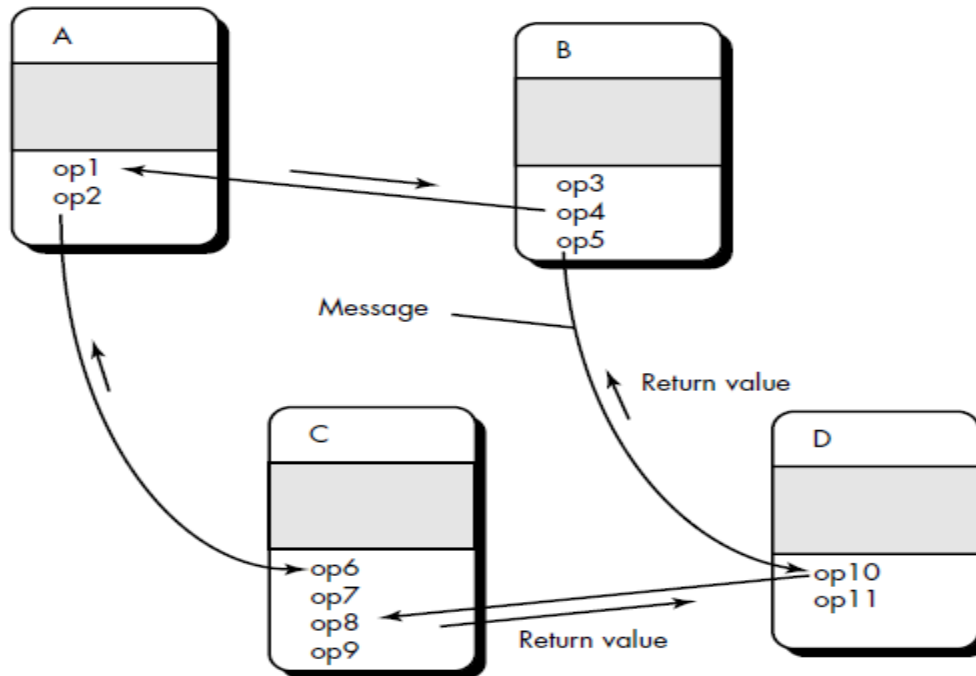 A
op1
op2
B
op3
op4
op5
Message
Return value
C
op6
op7
op8
op9
D
op10
op11
Return value